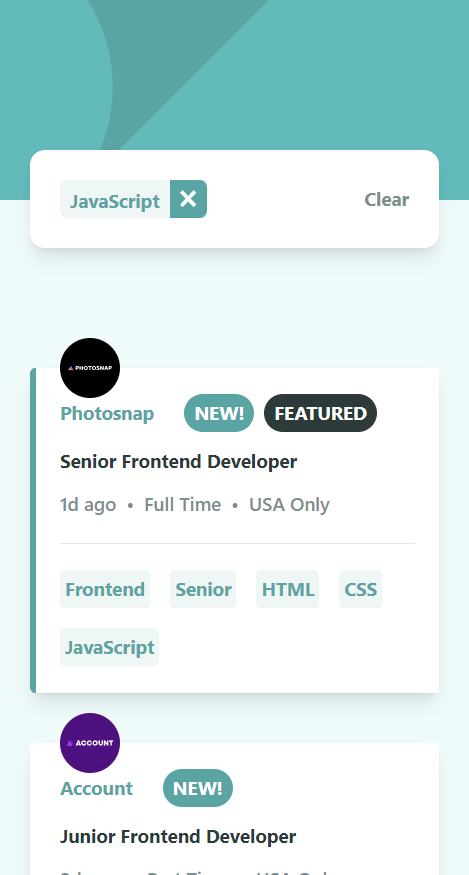 JavaScript
Clear
PHOTOSNAP
Photosnap NEW! FEATURED
Senior Frontend Developer
1d ago • Full Time • USA Only
Frontend Senior HTML CSS
JavaScript
ACCOUNT
Account NEW!
Junior Frontend Developer